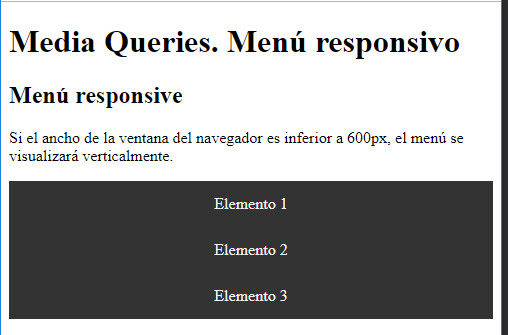 Media Queries. Menú responsivo
Menú responsive
Si el ancho de la ventana del navegador es inferior a 600px, el menú se
visualizará verticalmente.
Elemento 1
Elemento 2
Elemento 3